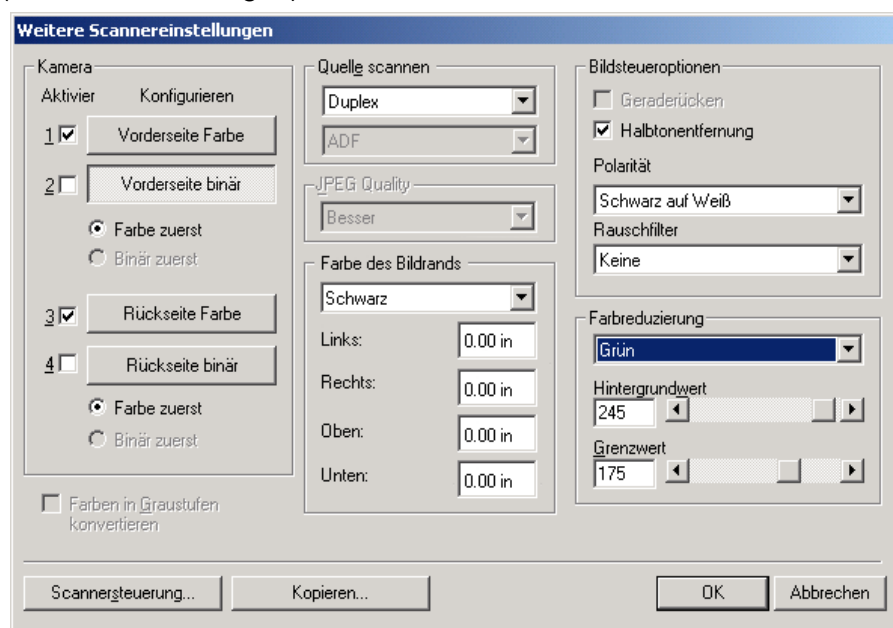 Weitere Scannereinstellungen
Kamera
Aktivier Konfigurieren
1 Vorderseite Farbe
2 Vorderseite binär
Farbe zuerst
Binär zuerst
3 Rückseite Farbe
4 Rückseite binär
Farbe zuerst
Binär zuerst
Farben in Graustufen
konvertieren
Quelle scannen
Duplex
ADF
JPEG Quality
Besser
Farbe des Bildrands
Schwarz
Links: 0.00 in
Rechts: 0.00 in
Oben: 0.00 in
Unten: 0.00 in
Bildsteueroptionen
Geraderücken
Halbtonentfernung
Polarität
Schwarz auf Weiß
Rauschfilter
Keine
Farbreduzierung
Grün
Hintergrundwert
245
Grenzwert
175
Scannersteuerung... Kopieren... OK Abbrechen